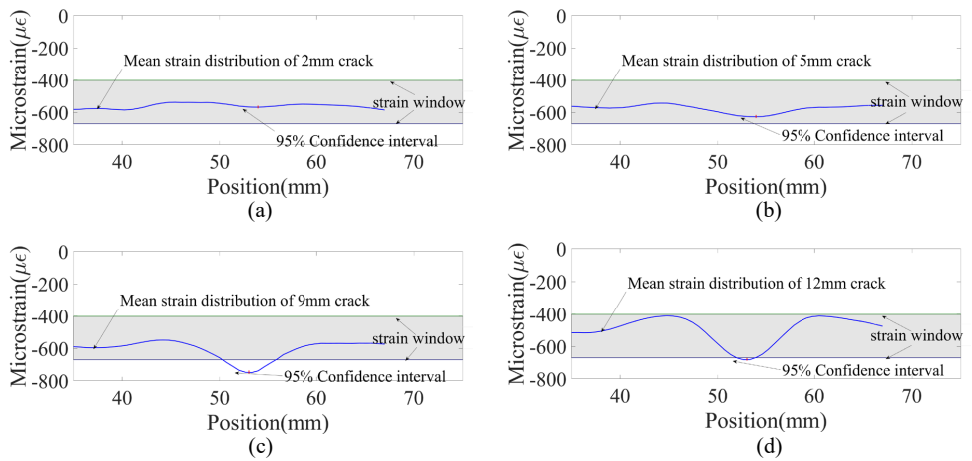 0
-200
-400
-600
-800
Microstrain(με)
Mean strain distribution of 2mm crack
strain window
95% Confidence interval
40 50 60 70
Position(mm)
(a)
0
-200
-400
-600
-800
Microstrain(με)
Mean strain distribution of 5mm crack
strain window
95% Confidence interval
40 50 60 70
Position(mm)
(b)
0
-200
-400
-600
-800
Microstrain(με)
Mean strain distribution of 9mm crack
strain window
95% Confidence interval
40 50 60 70
Position(mm)
(c)
0
-200
-400
-600
-800
Microstrain(με)
Mean strain distribution of 12mm crack
strain window
95% Confidence interval
40 50 60 70
Position(mm)
(d)